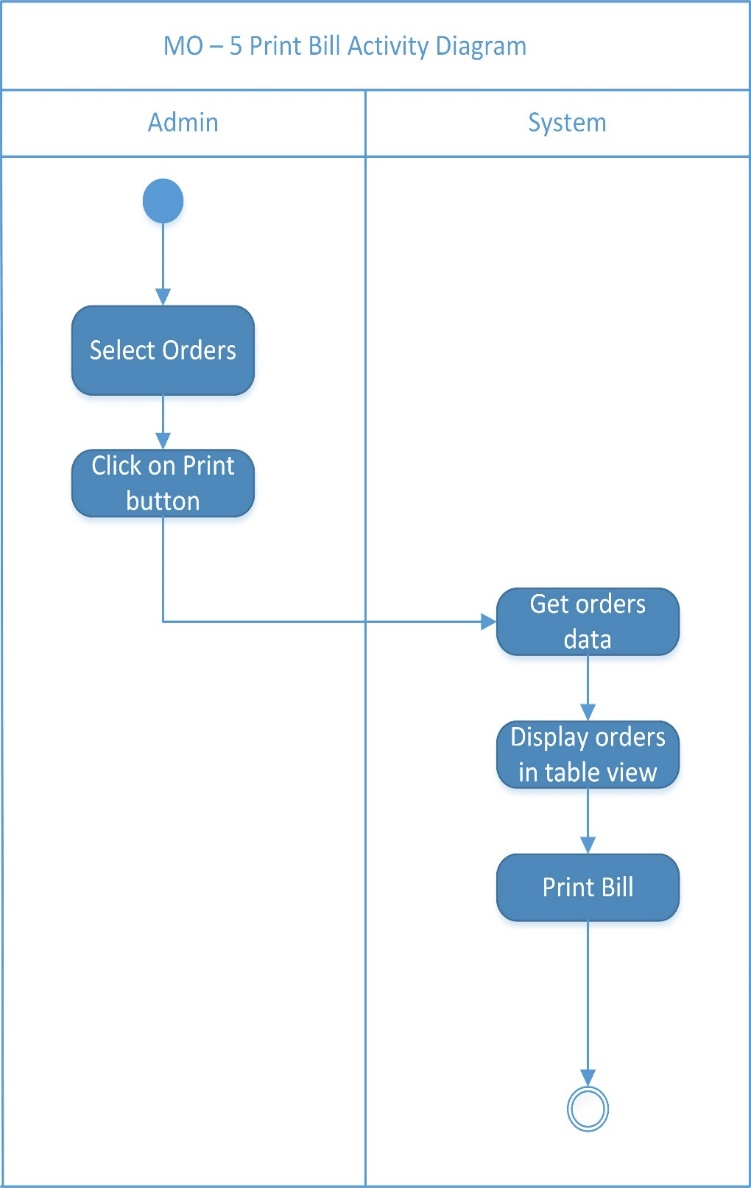 MO – 5 Print Bill Activity Diagram
Admin
System
Select Orders
Click on Print
button
Get orders
data
Display orders
in table view
Print Bill